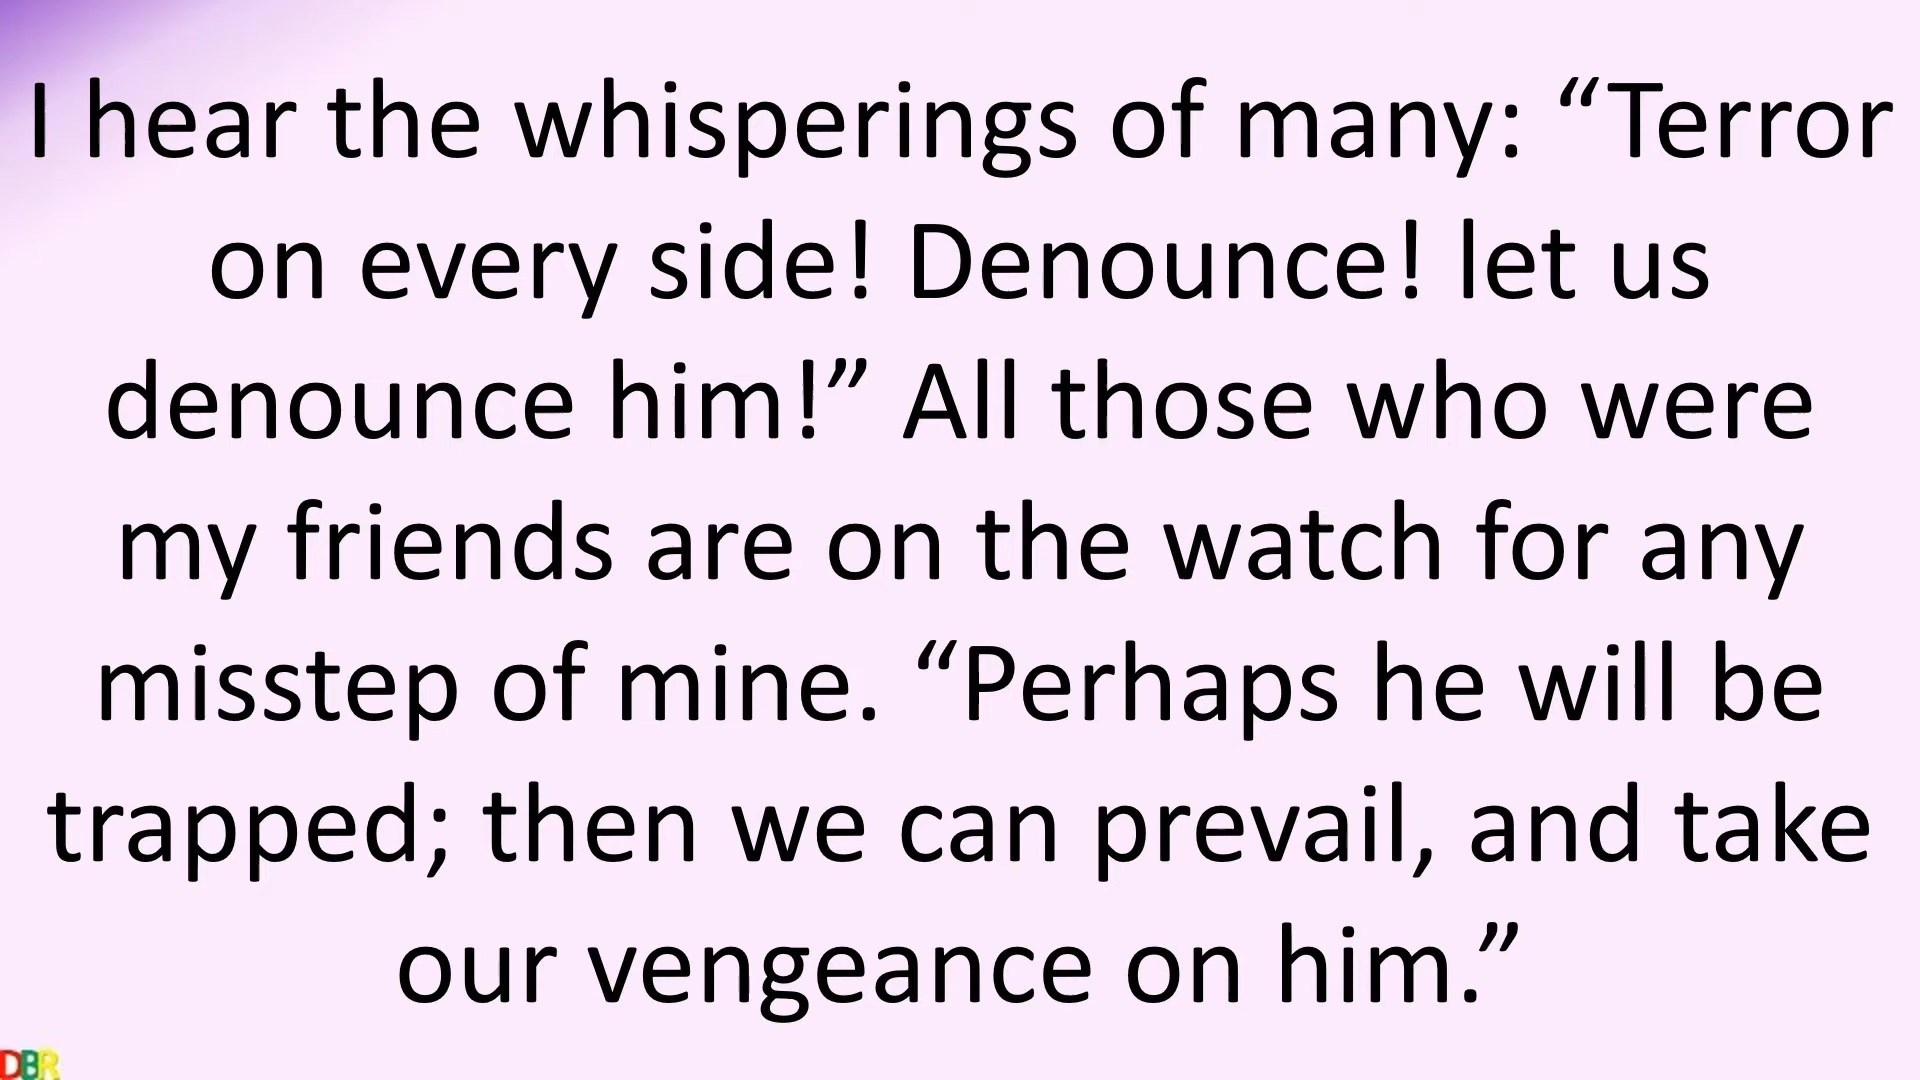 I hear the whisperings of many: “Terror
on every side! Denounce! let us
denounce him!” All those who were
my friends are on the watch for any
misstep of mine. “Perhaps he will be
trapped; then we can prevail, and take
our vengeance on him.”
DBR